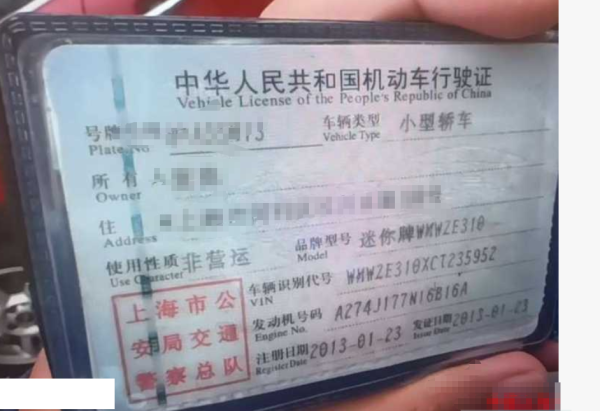 中华人民共和国机动车行驶证
Vehicle License of the People's Republic of China
号牌 13 车辆类型 小型轿车
Plate No. Vehicle Type
所有人
Owner
住
Address
品牌型号 迷你牌WMWZE310
Model
使用性质 非营运
Use Character
车辆识别代号 WMWZE310XCT235952
VIN
发动机号码 A274J177N16B16A
Engine No.
注册日期 2013-01-23 发证日期 2013-01-23
Register Date Issue Date
上海市公
安局交通
警察总队